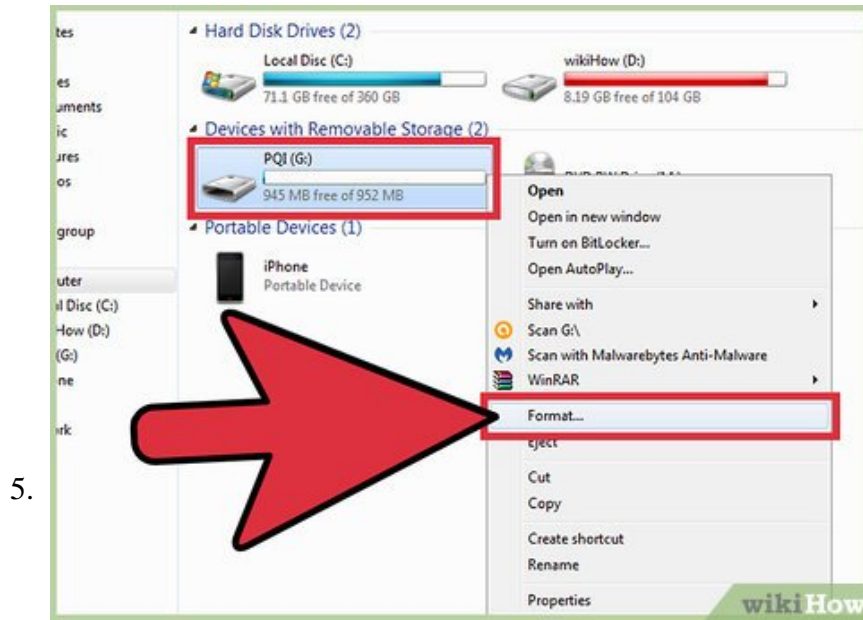 tes
Hard Disk Drives (2)
Local Disc (C:)
wikiHow (D:)
es
71.1 GB free of 360 GB
8.19 GB free of 104 GB
uments
ic
Devices with Removable Storage (2)
ures
PQI (G:)
os
945 MB free of 952 MB
Open
Open in new window
group
Portable Devices (1)
Turn on BitLocker...
iPhone
Open AutoPlay...
uter
Portable Device
al Disc (C:)
Share with
How (D:)
Scan G:\
(G:)
Scan with Malwarebytes Anti-Malware
ne
WinRAR
Format...
rk
Eject
Cut
5.
Copy
Create shortcut
Rename
Properties
wikiHow